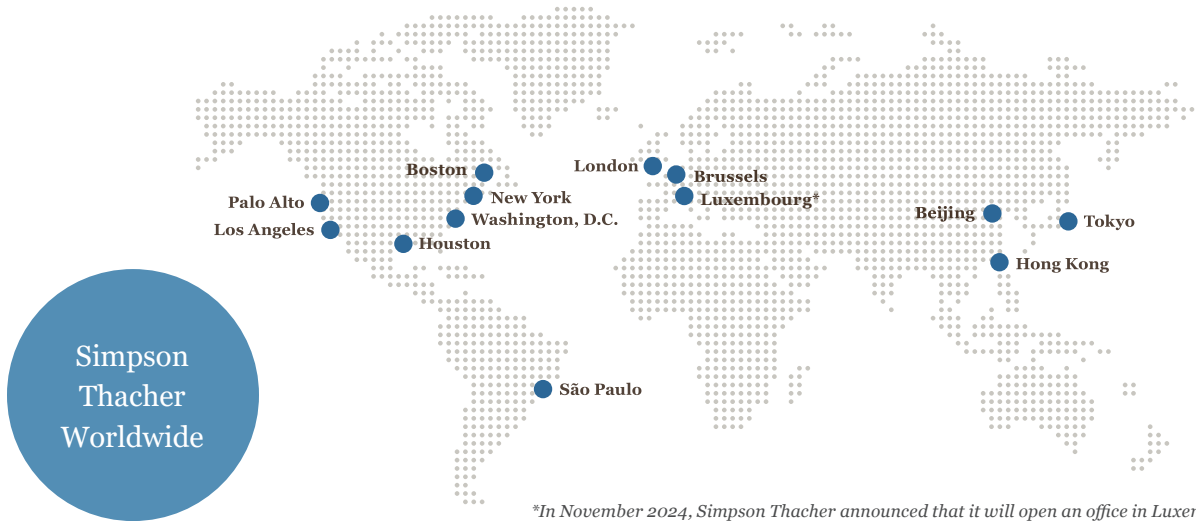 Boston
London
Brussels
Palo Alto
New York
Luxembourg*
Los Angeles
Washington, D.C.
Beijing
Tokyo
Houston
Hong Kong
Simpson
Thacher
Worldwide
São Paulo
*In November 2024, Simpson Thacher announced that it will open an office in